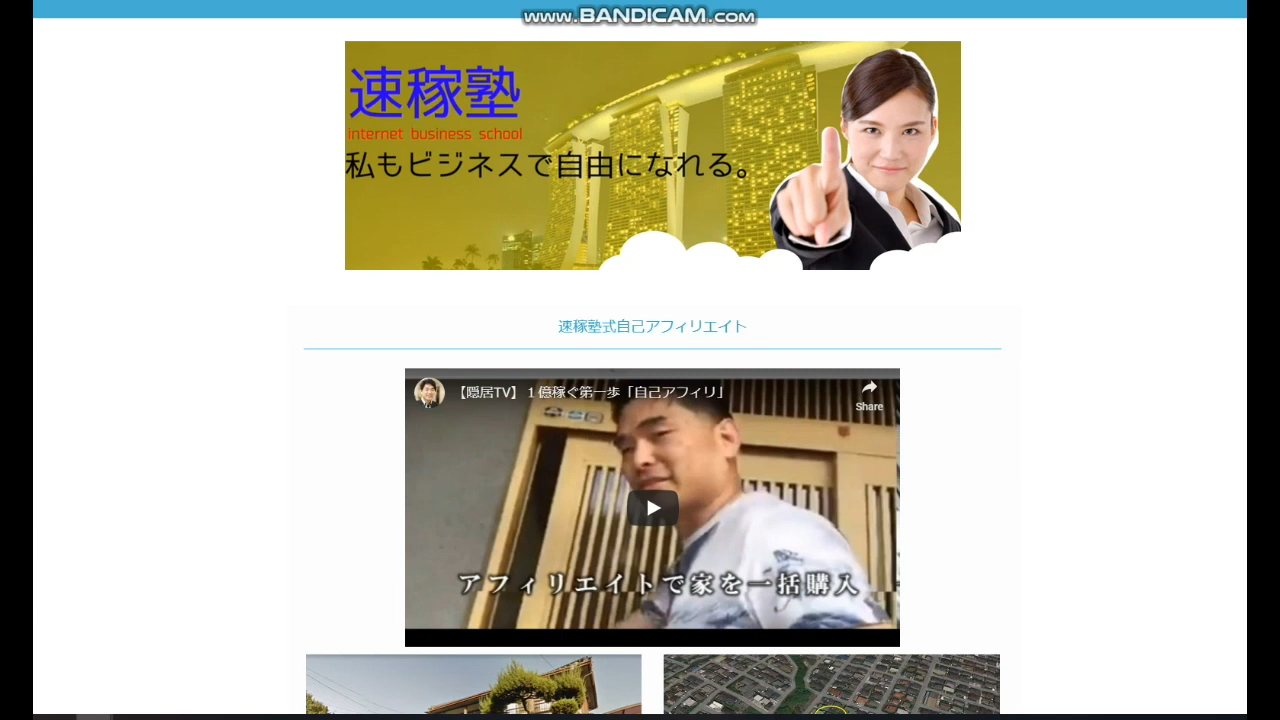 www.BANDICAM.com
速稼塾
internet business school
私もビジネスで自由になれる。
速稼塾式自己アフィリエイト
【隠居TV】１億稼ぐ第一歩「自己アフィリ」
Share
アフィリエイトで家を一括購入